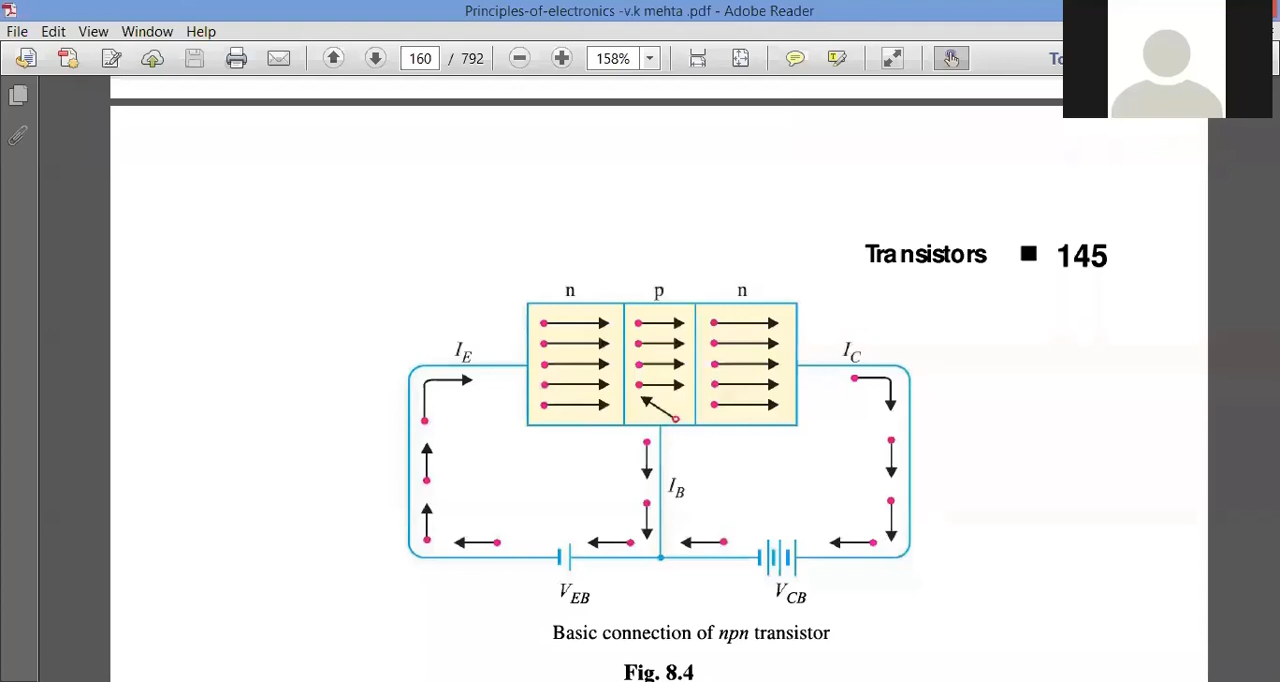 Principles-of-electronics -v.k mehta .pdf - Adobe Reader
File Edit View Window Help
160 / 792 158%
Transistors ■ 145
n p n
I_E I_C
I_B
V_EB V_CB
Basic connection of npn transistor
Fig. 8.4